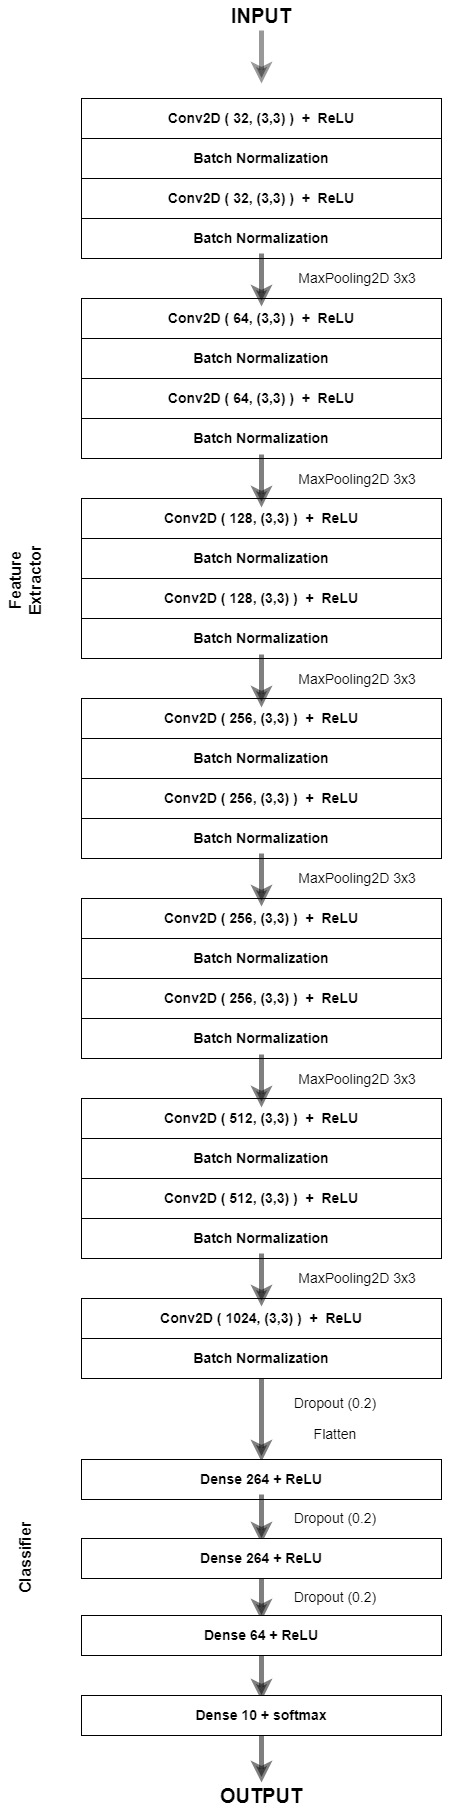 INPUT
Conv2D ( 32, (3,3) ) + ReLU
Batch Normalization
Conv2D ( 32, (3,3) ) + ReLU
Batch Normalization
MaxPooling2D 3x3
Conv2D ( 64, (3,3) ) + ReLU
Batch Normalization
Conv2D ( 64, (3,3) ) + ReLU
Batch Normalization
MaxPooling2D 3x3
Feature
Extractor
Conv2D ( 128, (3,3) ) + ReLU
Batch Normalization
Conv2D ( 128, (3,3) ) + ReLU
Batch Normalization
MaxPooling2D 3x3
Conv2D ( 256, (3,3) ) + ReLU
Batch Normalization
Conv2D ( 256, (3,3) ) + ReLU
Batch Normalization
MaxPooling2D 3x3
Conv2D ( 256, (3,3) ) + ReLU
Batch Normalization
Conv2D ( 256, (3,3) ) + ReLU
Batch Normalization
MaxPooling2D 3x3
Conv2D ( 512, (3,3) ) + ReLU
Batch Normalization
Conv2D ( 512, (3,3) ) + ReLU
Batch Normalization
MaxPooling2D 3x3
Conv2D ( 1024, (3,3) ) + ReLU
Batch Normalization
Dropout (0.2)
Flatten
Dense 264 + ReLU
Dropout (0.2)
Classifier
Dense 264 + ReLU
Dropout (0.2)
Dense 64 + ReLU
Dense 10 + softmax
OUTPUT